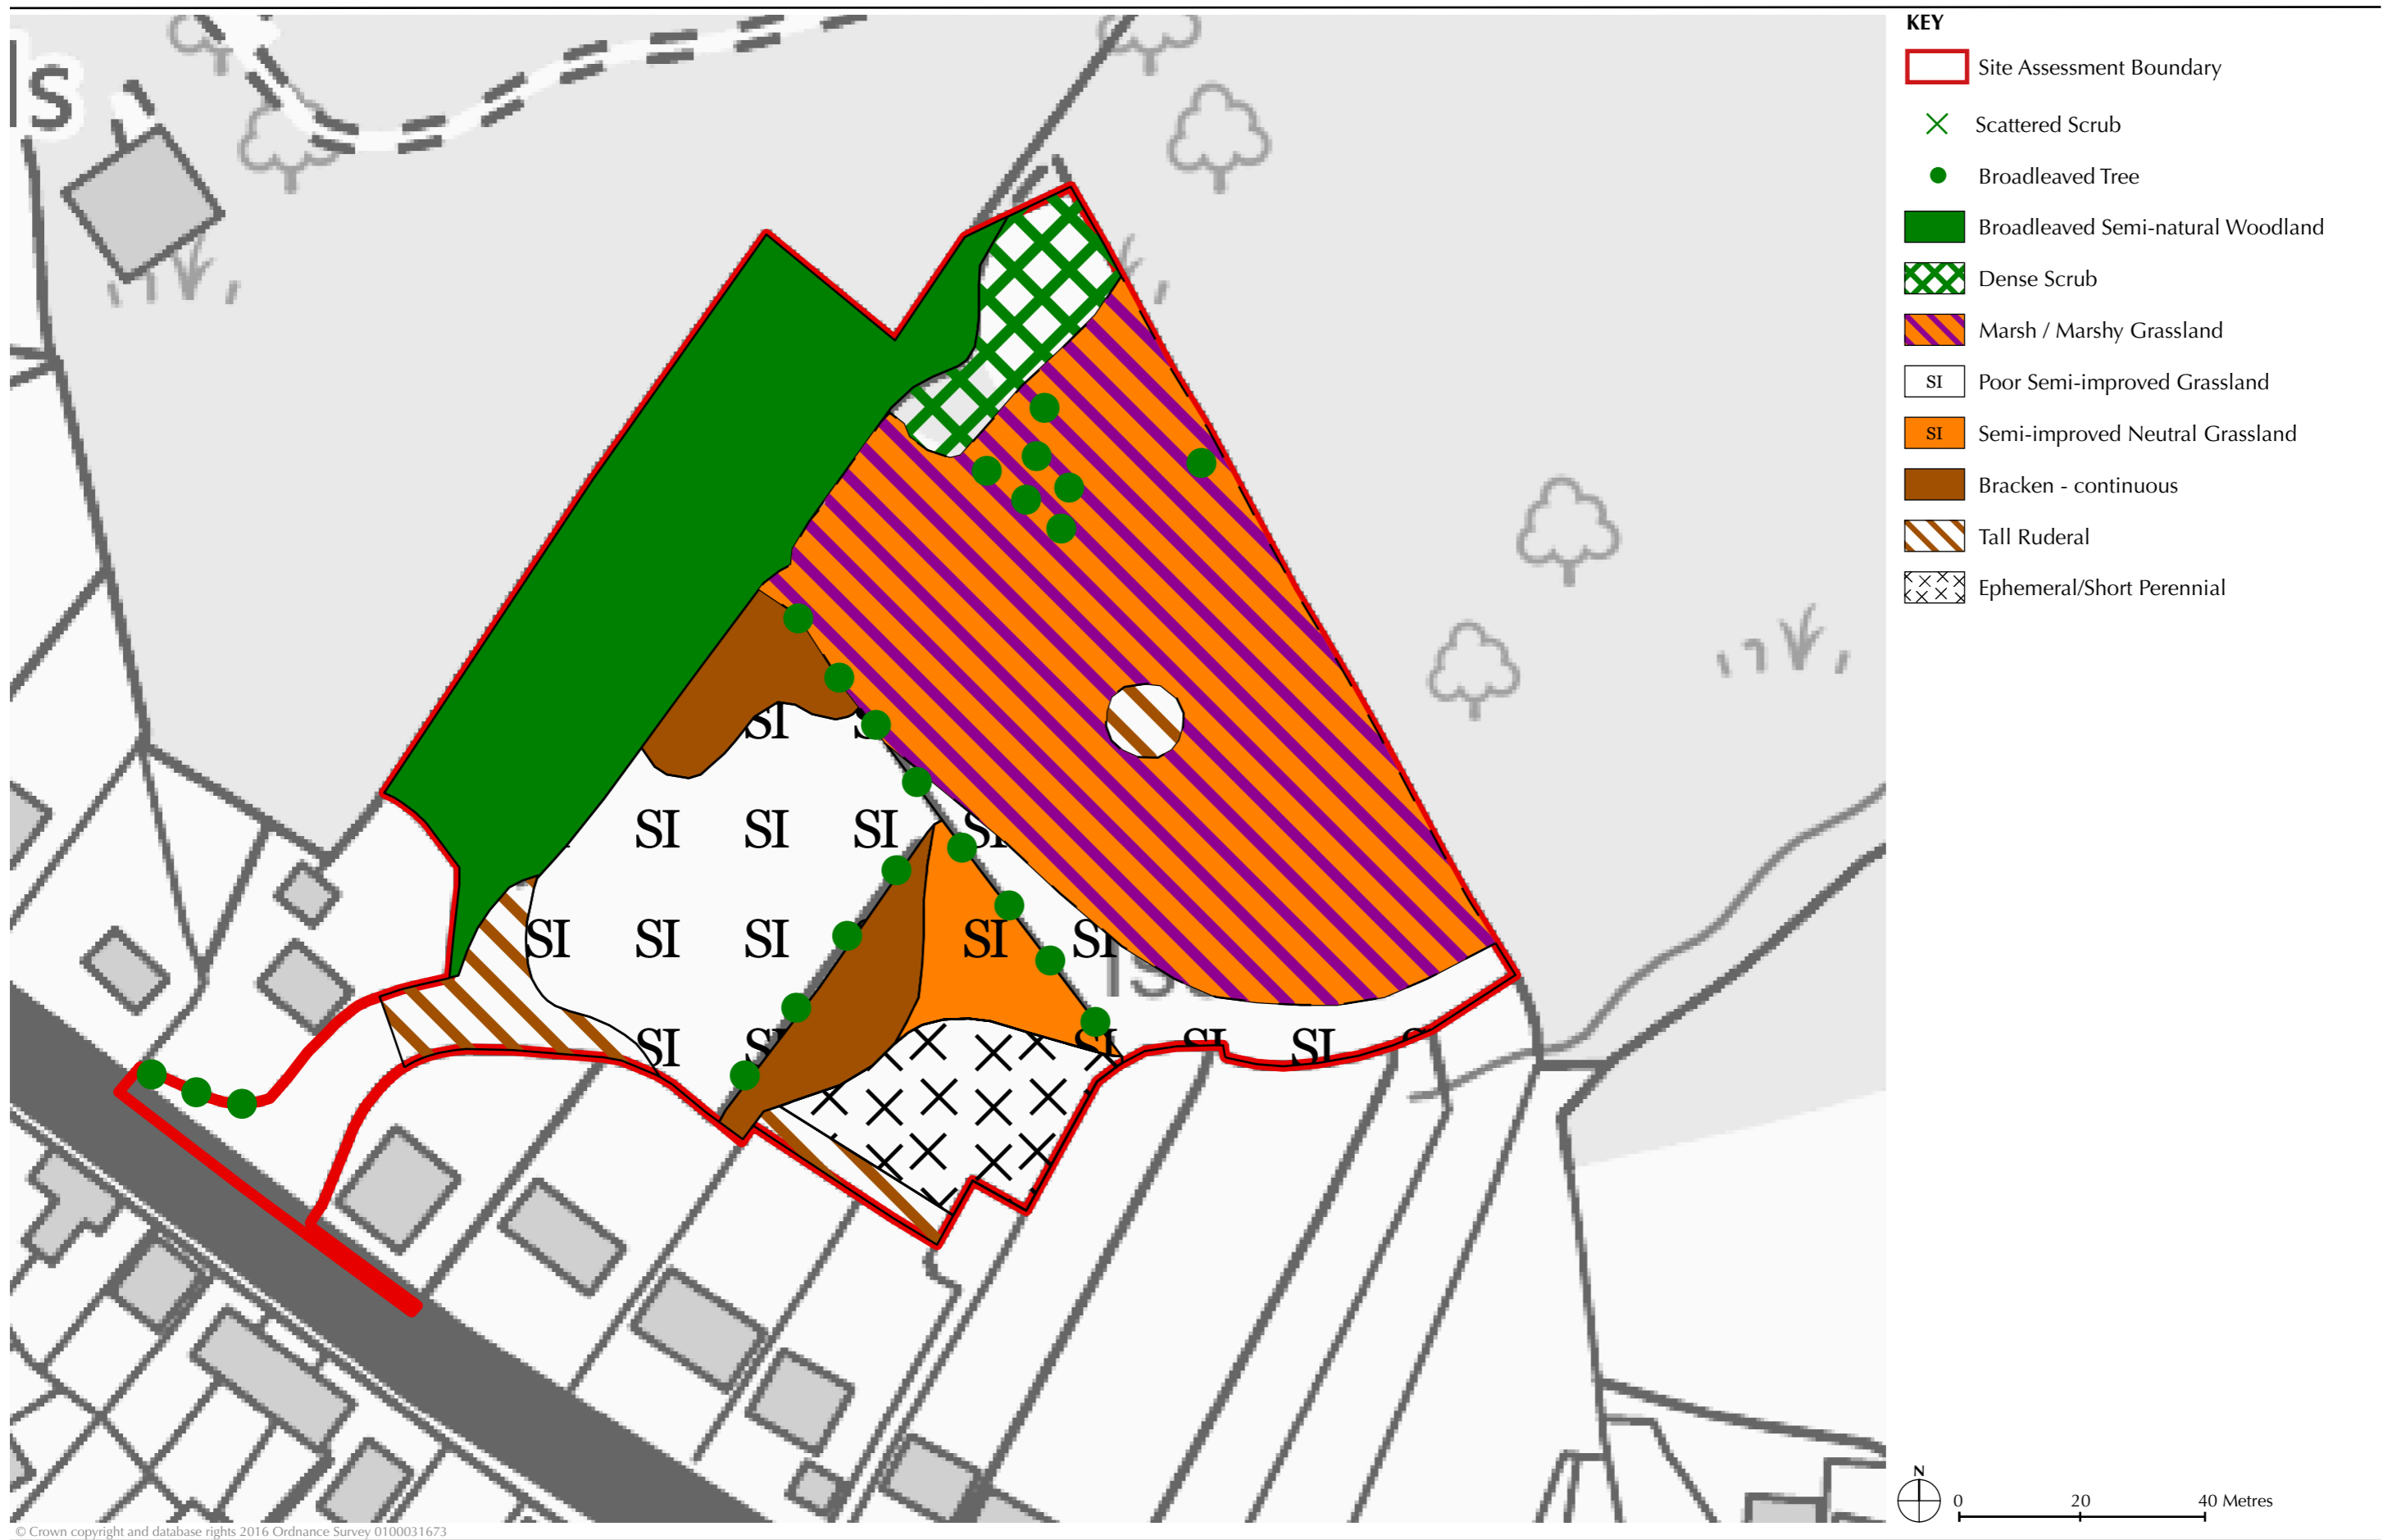 ls
SI
SI
SI SI SI SI
SI SI SI SI SI
SI SI SI SI SI
KEY
Site Assessment Boundary
Scattered Scrub
Broadleaved Tree
Broadleaved Semi-natural Woodland
Dense Scrub
Marsh / Marshy Grassland
SI Poor Semi-improved Grassland
SI Semi-improved Neutral Grassland
Bracken - continuous
Tall Ruderal
Ephemeral/Short Perennial
N
0 20 40 Metres
© Crown copyright and database rights 2016 Ordnance Survey 0100031673